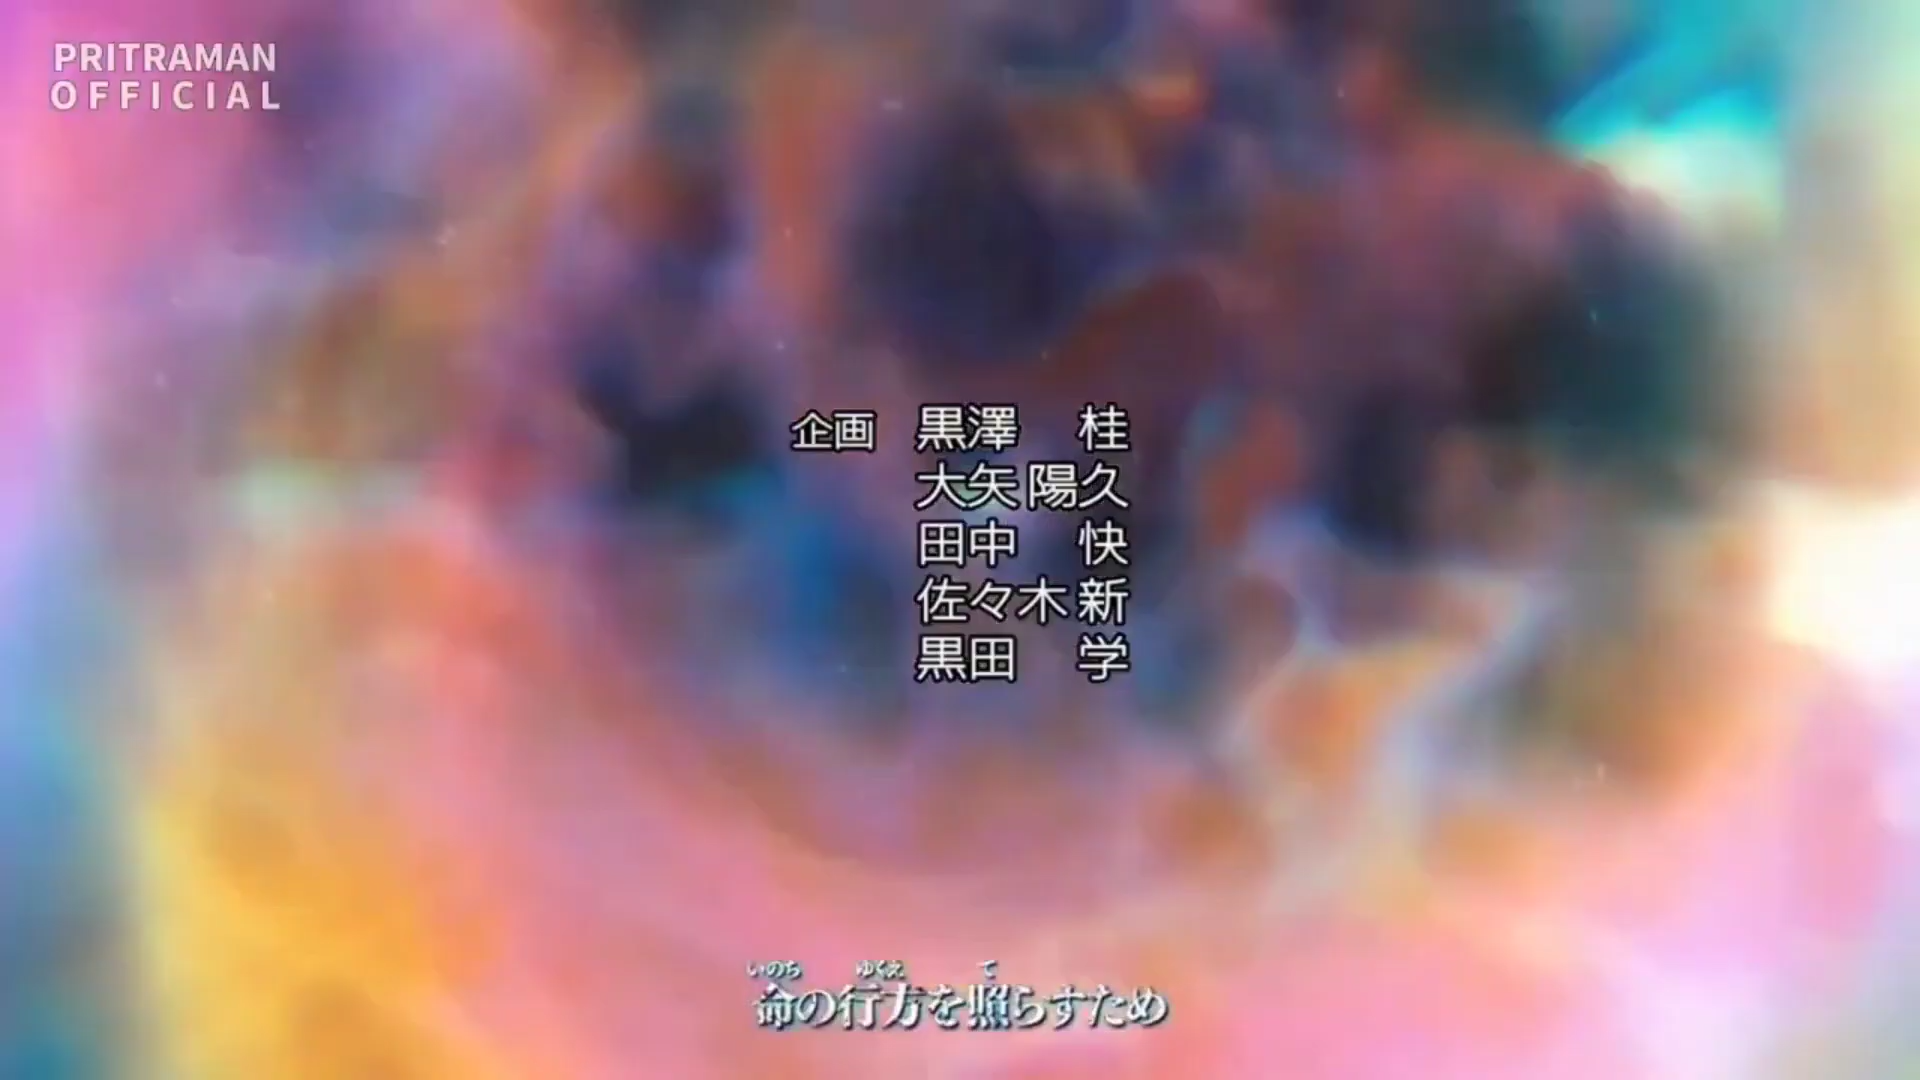 PRITRAMAN
OFFICIAL
企画 黒澤 桂
大矢陽久
田中 快
佐々木新
黒田 学
いのち ゆくえ て
命の行方を照らすため